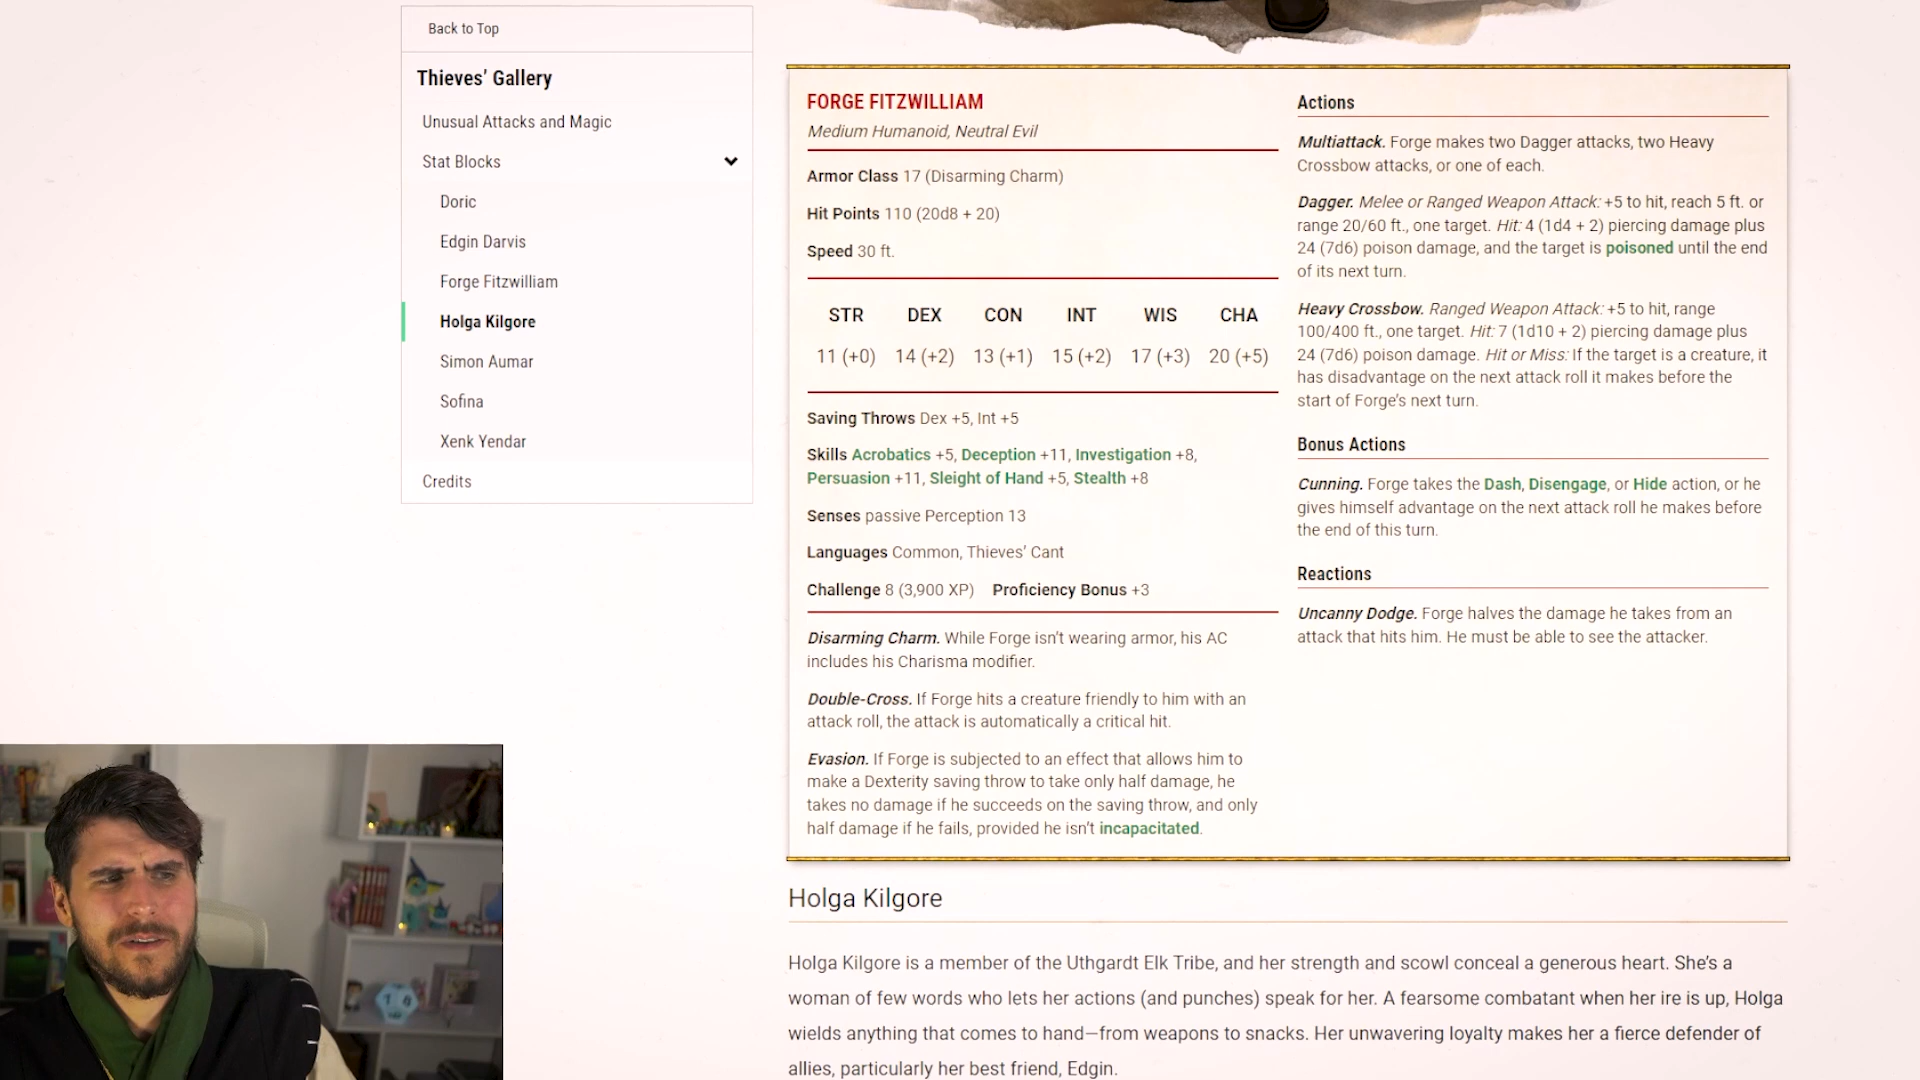 Back to Top
Thieves’ Gallery
Unusual Attacks and Magic
Stat Blocks
Doric
Edgin Darvis
Forge Fitzwilliam
Holga Kilgore
Simon Aumar
Sofina
Xenk Yendar
Credits
FORGE FITZWILLIAM
Medium Humanoid, Neutral Evil
Armor Class 17 (Disarming Charm)
Hit Points 110 (20d8 + 20)
Speed 30 ft.
STR DEX CON INT WIS CHA
11 (+0) 14 (+2) 13 (+1) 15 (+2) 17 (+3) 20 (+5)
Saving Throws Dex +5, Int +5
Skills Acrobatics +5, Deception +11, Investigation +8,
Persuasion +11, Sleight of Hand +5, Stealth +8
Senses passive Perception 13
Languages Common, Thieves’ Cant
Challenge 8 (3,900 XP) Proficiency Bonus +3
Disarming Charm. While Forge isn’t wearing armor, his AC
includes his Charisma modifier.
Double-Cross. If Forge hits a creature friendly to him with an
attack roll, the attack is automatically a critical hit.
Evasion. If Forge is subjected to an effect that allows him to
make a Dexterity saving throw to take only half damage, he
takes no damage if he succeeds on the saving throw, and only
half damage if he fails, provided he isn’t incapacitated.
Actions
Multiattack. Forge makes two Dagger attacks, two Heavy
Crossbow attacks, or one of each.
Dagger. Melee or Ranged Weapon Attack: +5 to hit, reach 5 ft. or
range 20/60 ft., one target. Hit: 4 (1d4 + 2) piercing damage plus
24 (7d6) poison damage, and the target is poisoned until the end
of its next turn.
Heavy Crossbow. Ranged Weapon Attack: +5 to hit, range
100/400 ft., one target. Hit: 7 (1d10 + 2) piercing damage plus
24 (7d6) poison damage. Hit or Miss: If the target is a creature, it
has disadvantage on the next attack roll it makes before the
start of Forge’s next turn.
Bonus Actions
Cunning. Forge takes the Dash, Disengage, or Hide action, or he
gives himself advantage on the next attack roll he makes before
the end of this turn.
Reactions
Uncanny Dodge. Forge halves the damage he takes from an
attack that hits him. He must be able to see the attacker.
Holga Kilgore
Holga Kilgore is a member of the Uthgardt Elk Tribe, and her strength and scowl conceal a generous heart. She’s a
woman of few words who lets her actions (and punches) speak for her. A fearsome combatant when her ire is up, Holga
wields anything that comes to hand—from weapons to snacks. Her unwavering loyalty makes her a fierce defender of
allies, particularly her best friend, Edgin.